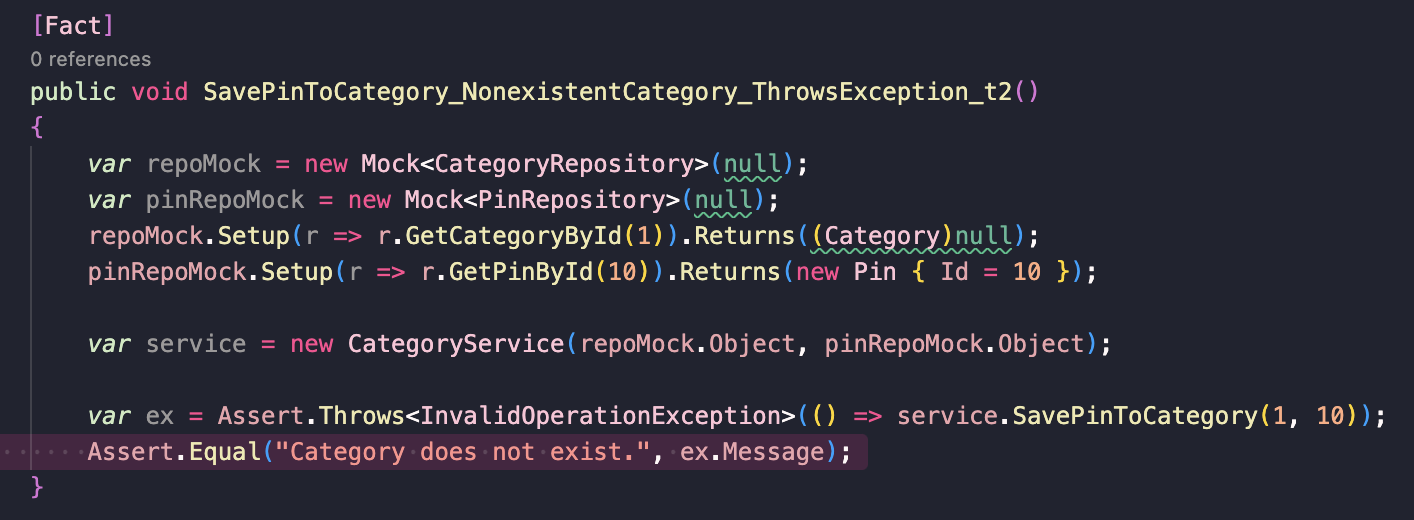 [Fact]
0 references
public void SavePinToCategory_NonexistentCategory_ThrowsException_t2()
{
var repoMock = new Mock<CategoryRepository>(null);
var pinRepoMock = new Mock<PinRepository>(null);
repoMock.Setup(r => r.GetCategoryById(1)).Returns((Category)null);
pinRepoMock.Setup(r => r.GetPinById(10)).Returns(new Pin { Id = 10 });
var service = new CategoryService(repoMock.Object, pinRepoMock.Object);
var ex = Assert.Throws<InvalidOperationException>(() => service.SavePinToCategory(1, 10));
Assert.Equal("Category does not exist.", ex.Message);
}